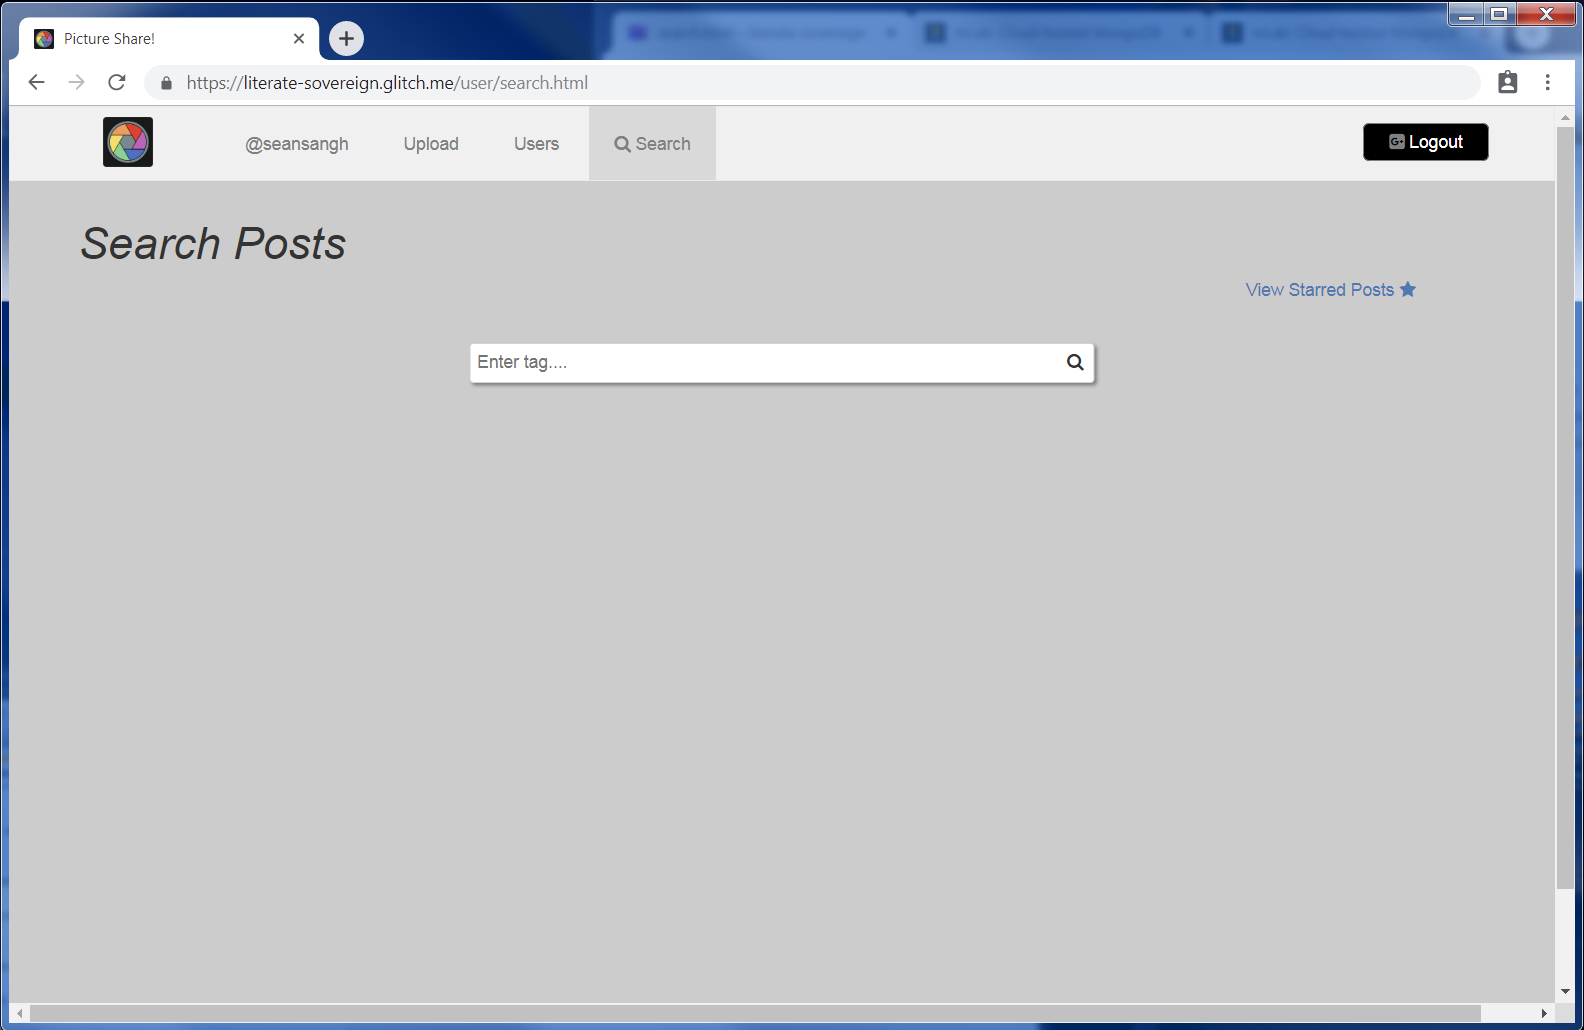 Picture Share!
https://literate-sovereign.glitch.me/user/search.html
@seansangh
Upload
Users
Search
G+ Logout
Search Posts
View Starred Posts
Enter tag....